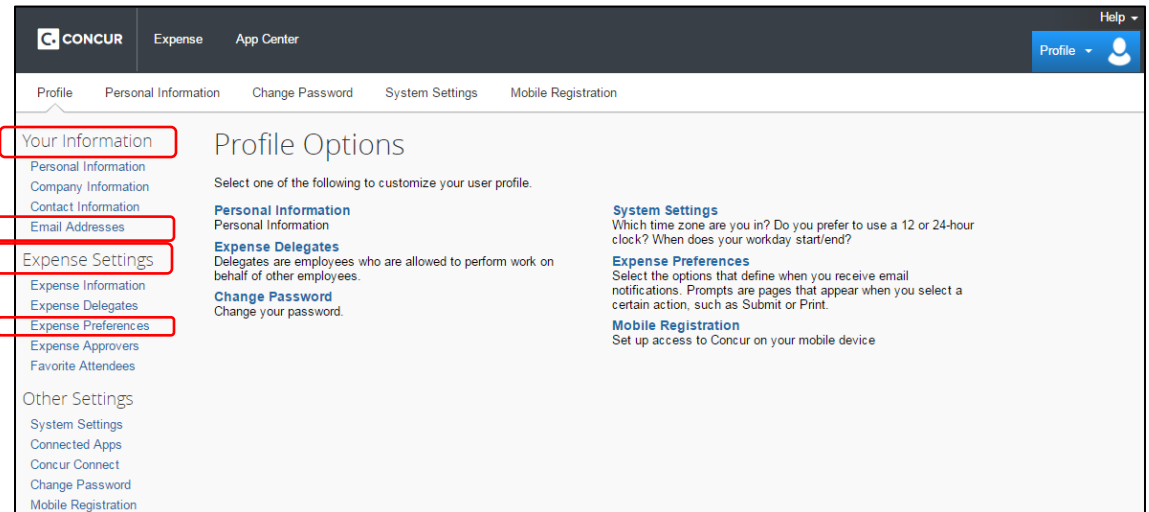 Help
C. CONCUR Expense App Center Profile
Profile Personal Information Change Password System Settings Mobile Registration
Your Information
Personal Information
Company Information
Contact Information
Email Addresses
Expense Settings
Expense Information
Expense Delegates
Expense Preferences
Expense Approvers
Favorite Attendees
Other Settings
System Settings
Connected Apps
Concur Connect
Change Password
Mobile Registration
Profile Options
Select one of the following to customize your user profile.
Personal Information
Personal Information
Expense Delegates
Delegates are employees who are allowed to perform work on
behalf of other employees.
Change Password
Change your password.
System Settings
Which time zone are you in? Do you prefer to use a 12 or 24-hour
clock? When does your workday start/end?
Expense Preferences
Select the options that define when you receive email
notifications. Prompts are pages that appear when you select a
certain action, such as Submit or Print.
Mobile Registration
Set up access to Concur on your mobile device